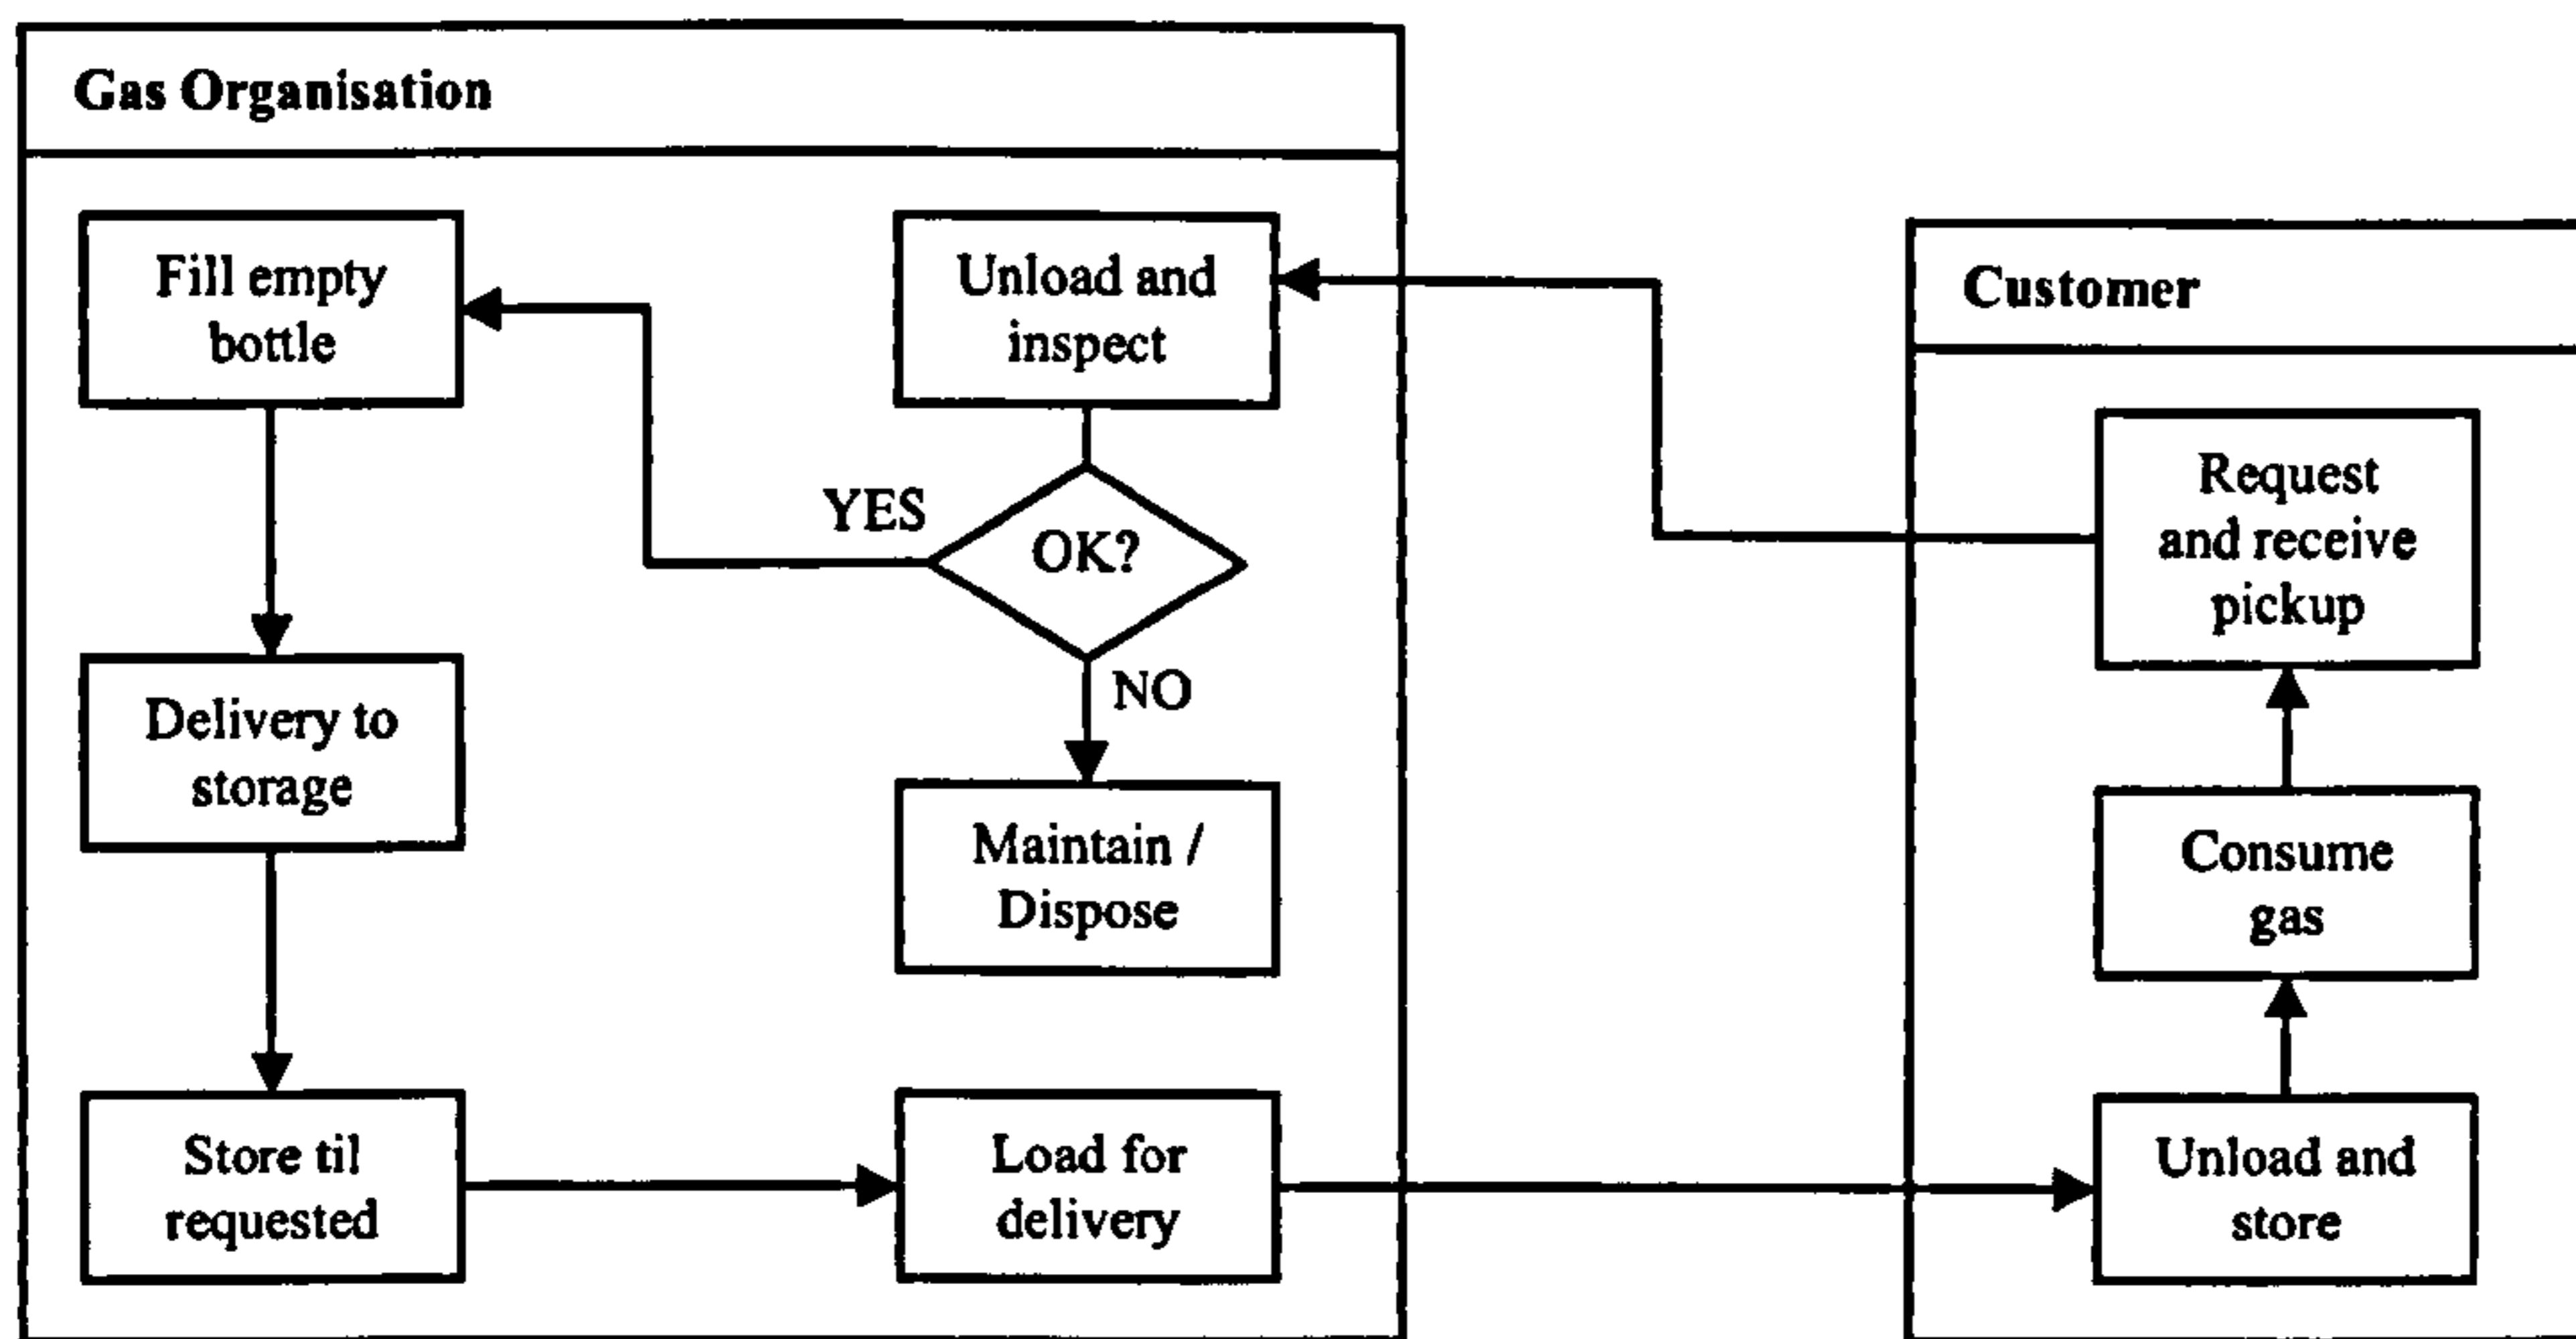 Gas Organisation
Fill empty
bottle
Unload and
inspect
YES
OK?
NO
Delivery to
storage
Maintain /
Dispose
Store til
requested
Load for
delivery
Customer
Request
and receive
pickup
Consume
gas
Unload and
store